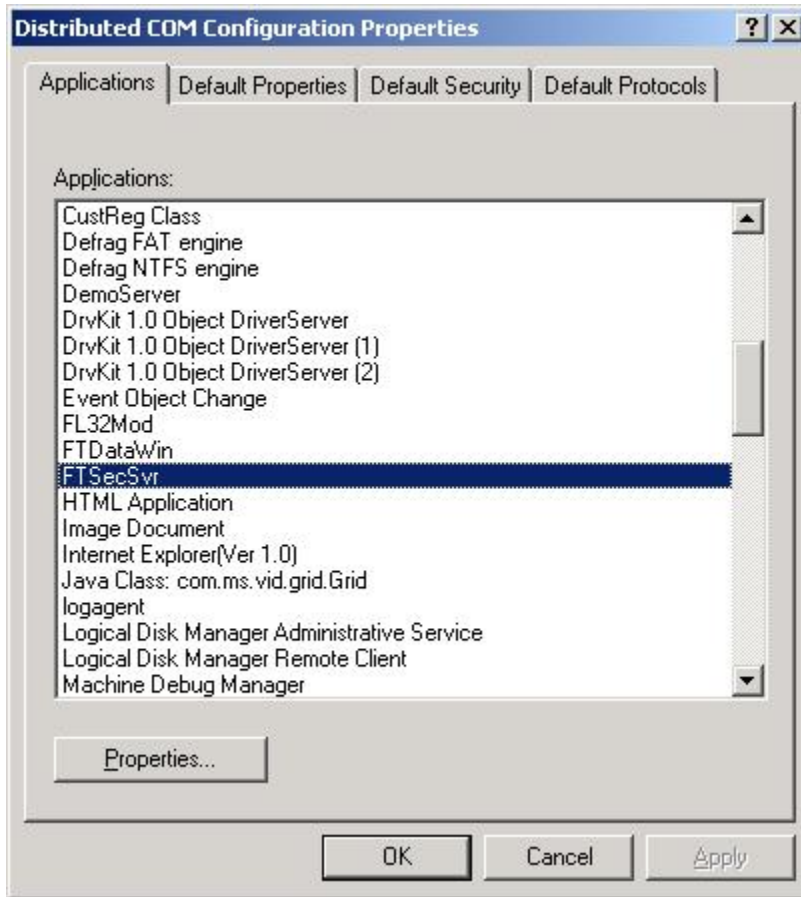 Distributed COM Configuration Properties
Applications
Default Properties
Default Security
Default Protocols
Applications:
CustReg Class
Defrag FAT engine
Defrag NTFS engine
DemoServer
DrvKit 1.0 Object DriverServer
DrvKit 1.0 Object DriverServer (1)
DrvKit 1.0 Object DriverServer (2)
Event Object Change
FL32Mod
FTDataWin
FTSecSvr
HTML Application
Image Document
Internet Explorer(Ver 1.0)
Java Class: com.ms.vid.grid.Grid
logagent
Logical Disk Manager Administrative Service
Logical Disk Manager Remote Client
Machine Debug Manager
Properties...
OK
Cancel
Apply